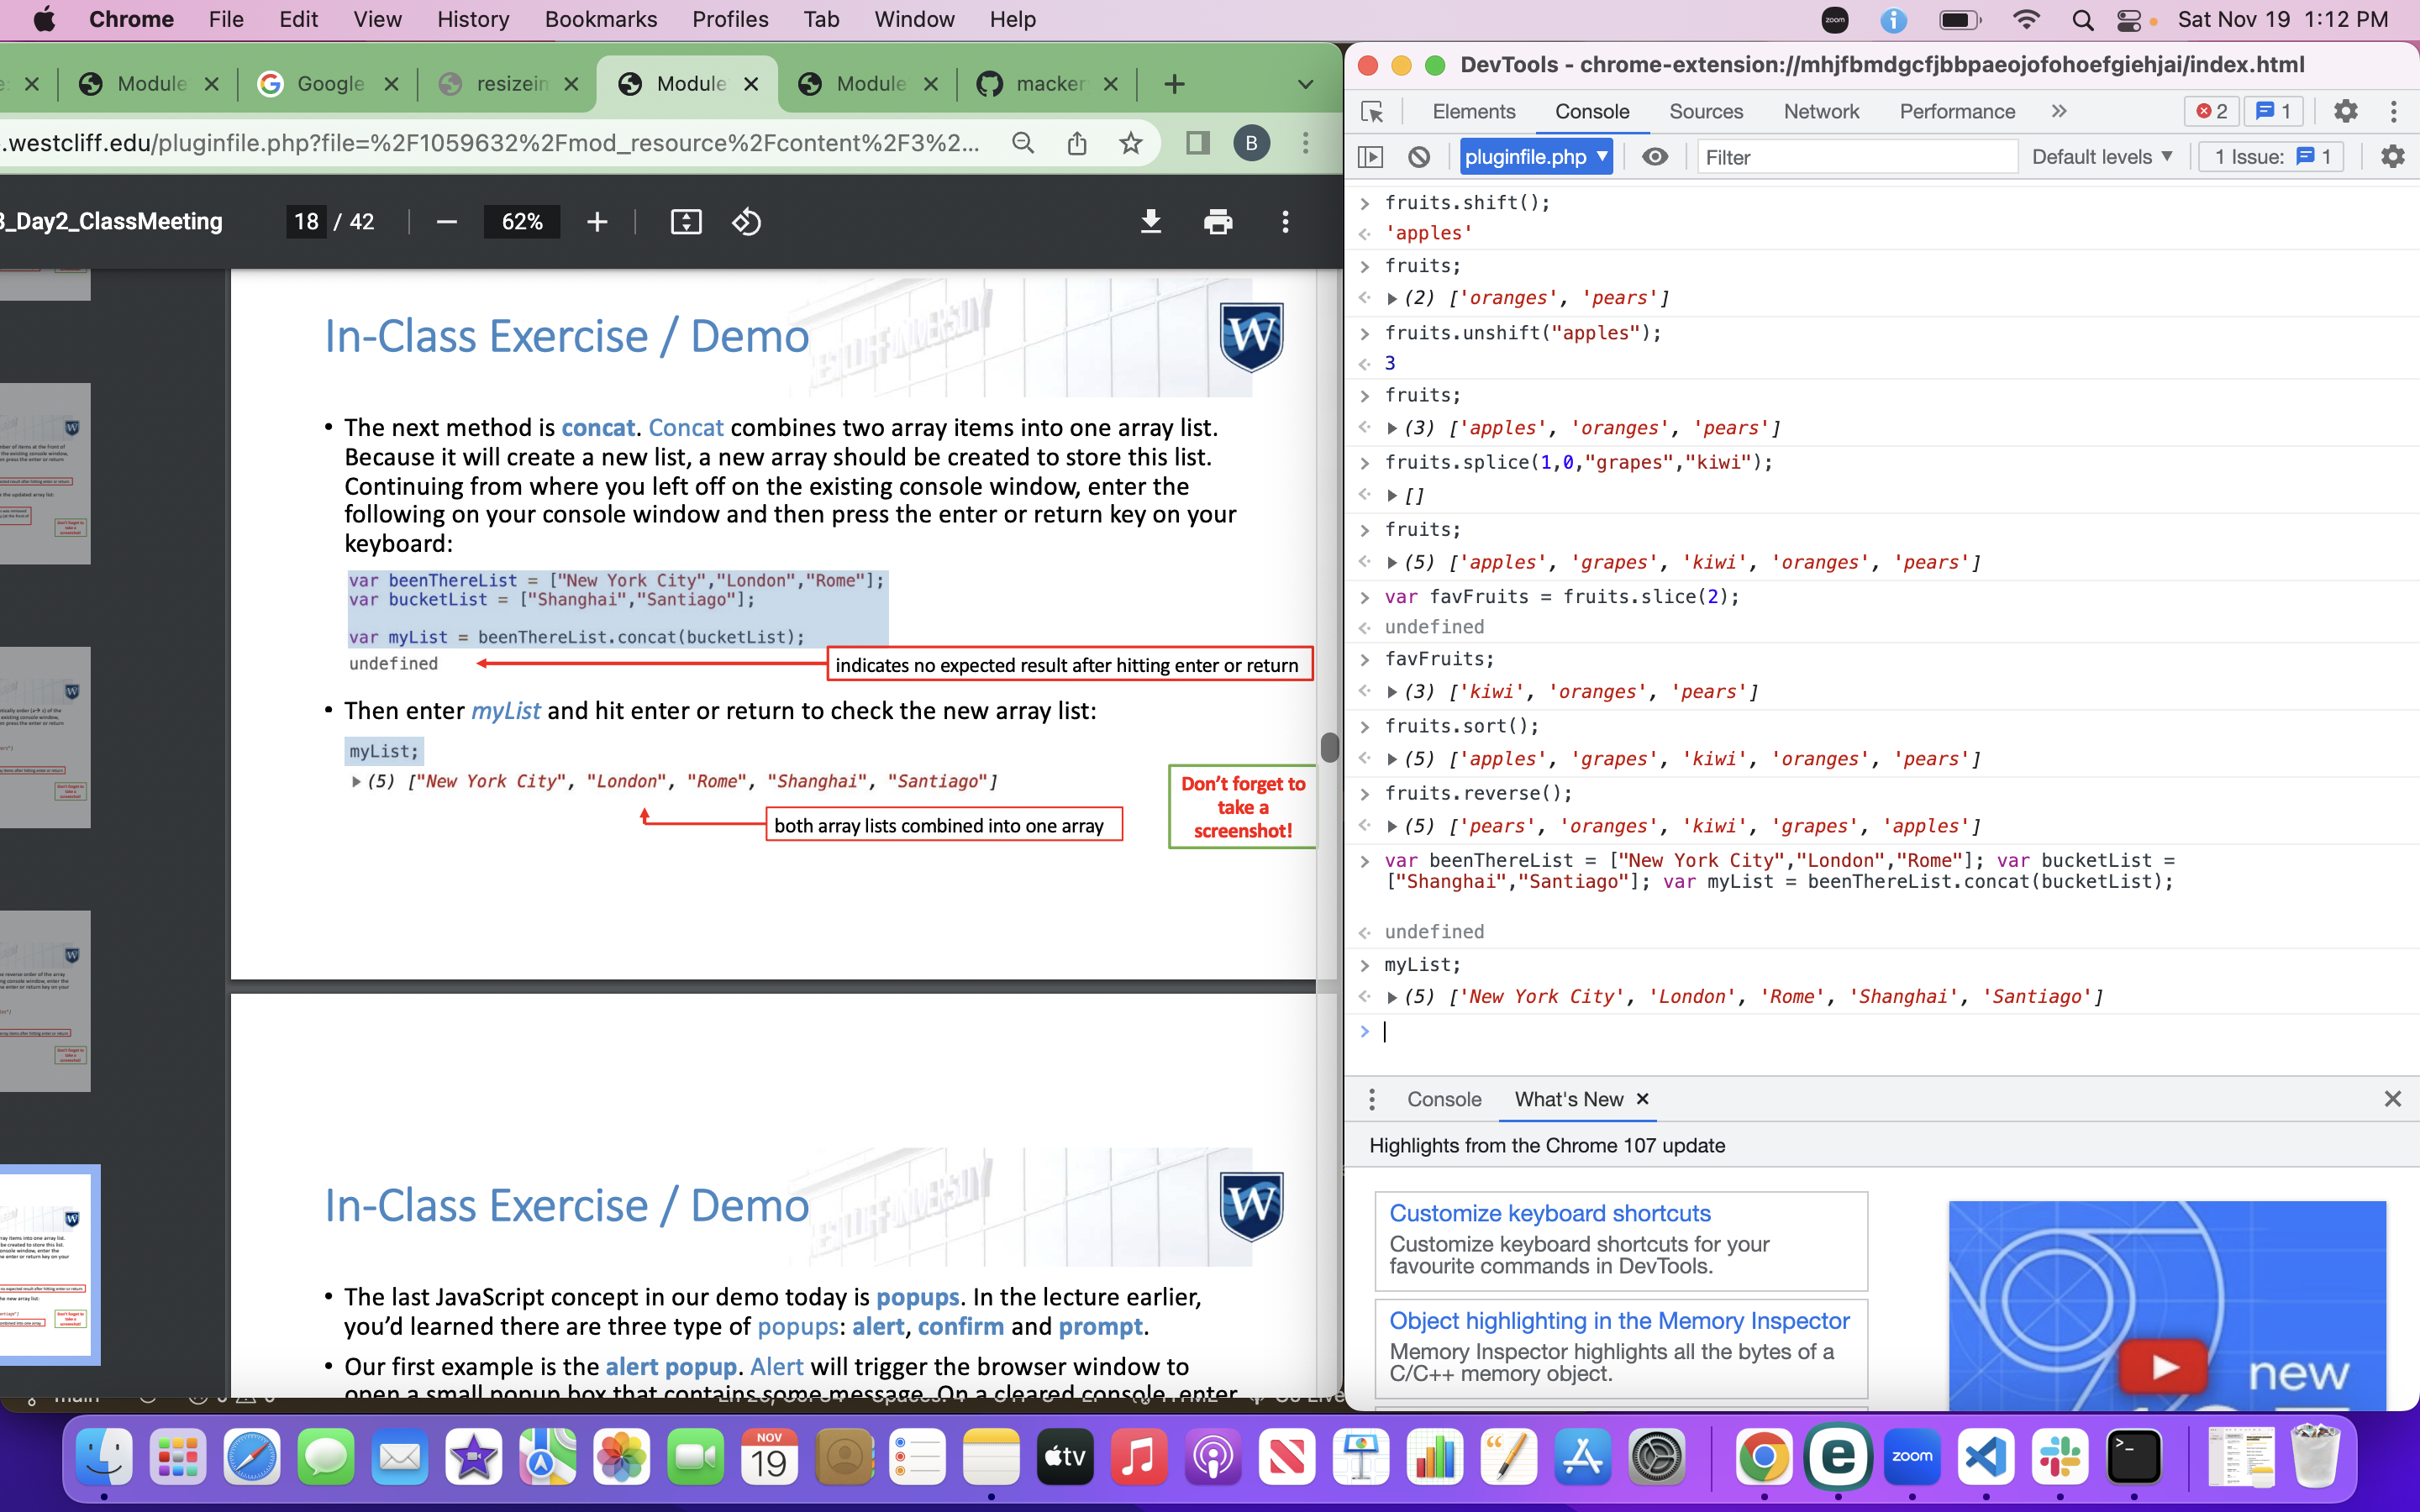 Chrome File Edit View History Bookmarks Profiles Tab Window Help
zoom Sat Nov 19 1:12 PM
Module Google resizein Module Module macker
.westcliff.edu/pluginfile.php?file=%2F1059632%2Fmod_resource%2Fcontent%2F3%2... B
3_Day2_ClassMeeting 18 / 42 62%
In-Class Exercise / Demo
W
• The next method is concat. Concat combines two array items into one array list.
Because it will create a new list, a new array should be created to store this list.
Continuing from where you left off on the existing console window, enter the
following on your console window and then press the enter or return key on your
keyboard:
var beenThereList = ["New York City","London","Rome"];
var bucketList = ["Shanghai","Santiago"];
var myList = beenThereList.concat(bucketList);
undefined
indicates no expected result after hitting enter or return
• Then enter myList and hit enter or return to check the new array list:
myList;
(5) ["New York City", "London", "Rome", "Shanghai", "Santiago"]
both array lists combined into one array
Don't forget to
take a
screenshot!
In-Class Exercise / Demo
W
• The last JavaScript concept in our demo today is popups. In the lecture earlier,
you'd learned there are three type of popups: alert, confirm and prompt.
• Our first example is the alert popup. Alert will trigger the browser window to
open a small popup box that contains some message. On a cleared console, enter
DevTools - chrome-extension://mhjfbmdgcfjbbpaeojofohoefgiehjai/index.html
Elements Console Sources Network Performance » 2 1
pluginfile.php Filter Default levels 1 Issue: 1
fruits.shift();
'apples'
fruits;
(2) ['oranges', 'pears']
fruits.unshift("apples");
3
fruits;
(3) ['apples', 'oranges', 'pears']
fruits.splice(1,0,"grapes","kiwi");
[]
fruits;
(5) ['apples', 'grapes', 'kiwi', 'oranges', 'pears']
var favFruits = fruits.slice(2);
undefined
favFruits;
(3) ['kiwi', 'oranges', 'pears']
fruits.sort();
(5) ['apples', 'grapes', 'kiwi', 'oranges', 'pears']
fruits.reverse();
(5) ['pears', 'oranges', 'kiwi', 'grapes', 'apples']
var beenThereList = ["New York City","London","Rome"]; var bucketList =
["Shanghai","Santiago"]; var myList = beenThereList.concat(bucketList);
undefined
myList;
(5) ['New York City', 'London', 'Rome', 'Shanghai', 'Santiago']
Console What's New
Highlights from the Chrome 107 update
Customize keyboard shortcuts
Customize keyboard shortcuts for your
favourite commands in DevTools.
Object highlighting in the Memory Inspector
Memory Inspector highlights all the bytes of a
C/C++ memory object.
new
NOV
19
tv
zoom